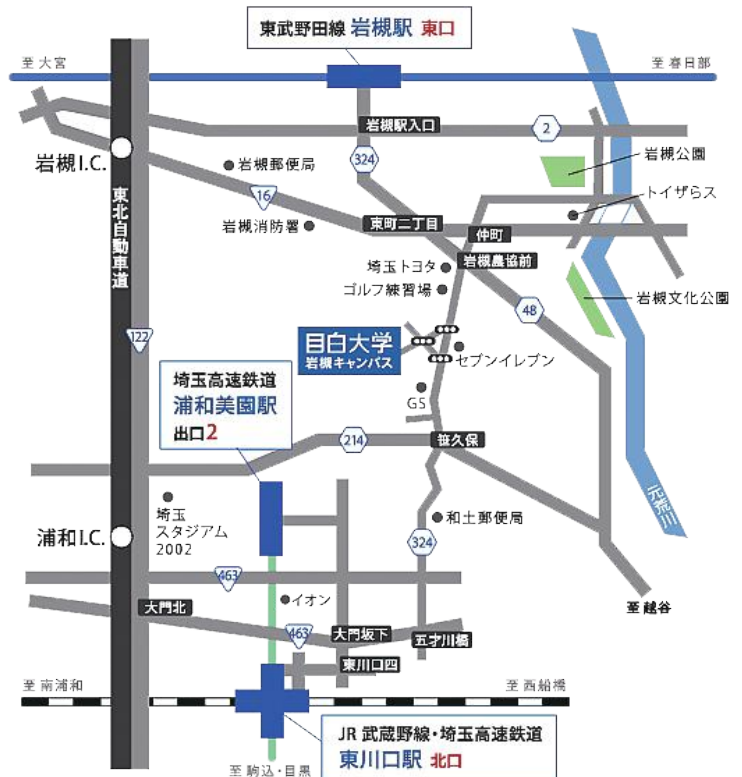 東武野田線 岩槻駅 東口
至 大宮
至 春日部
岩槻駅入口
2
岩槻I.C.
324
岩槻郵便局
岩槻公園
16
トイザらス
岩槻消防署
東町二丁目
仲町
東北自動車道
埼玉トヨタ
岩槻農協前
ゴルフ練習場
岩槻文化公園
48
122
目白大学
岩槻キャンパス
セブンイレブン
埼玉高速鉄道
浦和美園駅
出口2
GS
214
笹久保
元荒川
埼玉
スタジアム
2002
和土郵便局
浦和I.C.
324
463
イオン
至 越谷
大門北
463
大門坂下
五才川橋
東川口四
至 南浦和
至 西船橋
JR 武蔵野線・埼玉高速鉄道
東川口駅 北口
至 駒込・目黒